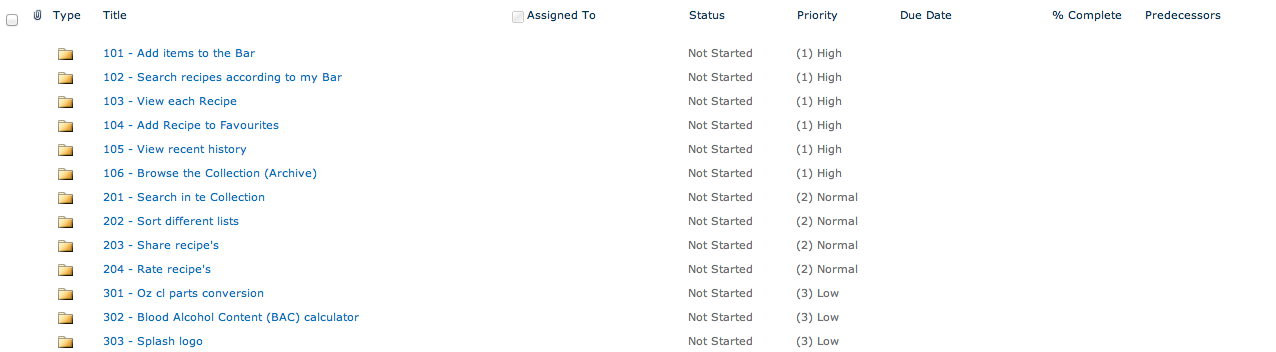 Type Title Assigned To Status Priority Due Date % Complete Predecessors
101 - Add items to the Bar Not Started (1) High
102 - Search recipes according to my Bar Not Started (1) High
103 - View each Recipe Not Started (1) High
104 - Add Recipe to Favourites Not Started (1) High
105 - View recent history Not Started (1) High
106 - Browse the Collection (Archive) Not Started (1) High
201 - Search in te Collection Not Started (2) Normal
202 - Sort different lists Not Started (2) Normal
203 - Share recipe's Not Started (2) Normal
204 - Rate recipe's Not Started (2) Normal
301 - Oz cl parts conversion Not Started (3) Low
302 - Blood Alcohol Content (BAC) calculator Not Started (3) Low
303 - Splash logo Not Started (3) Low